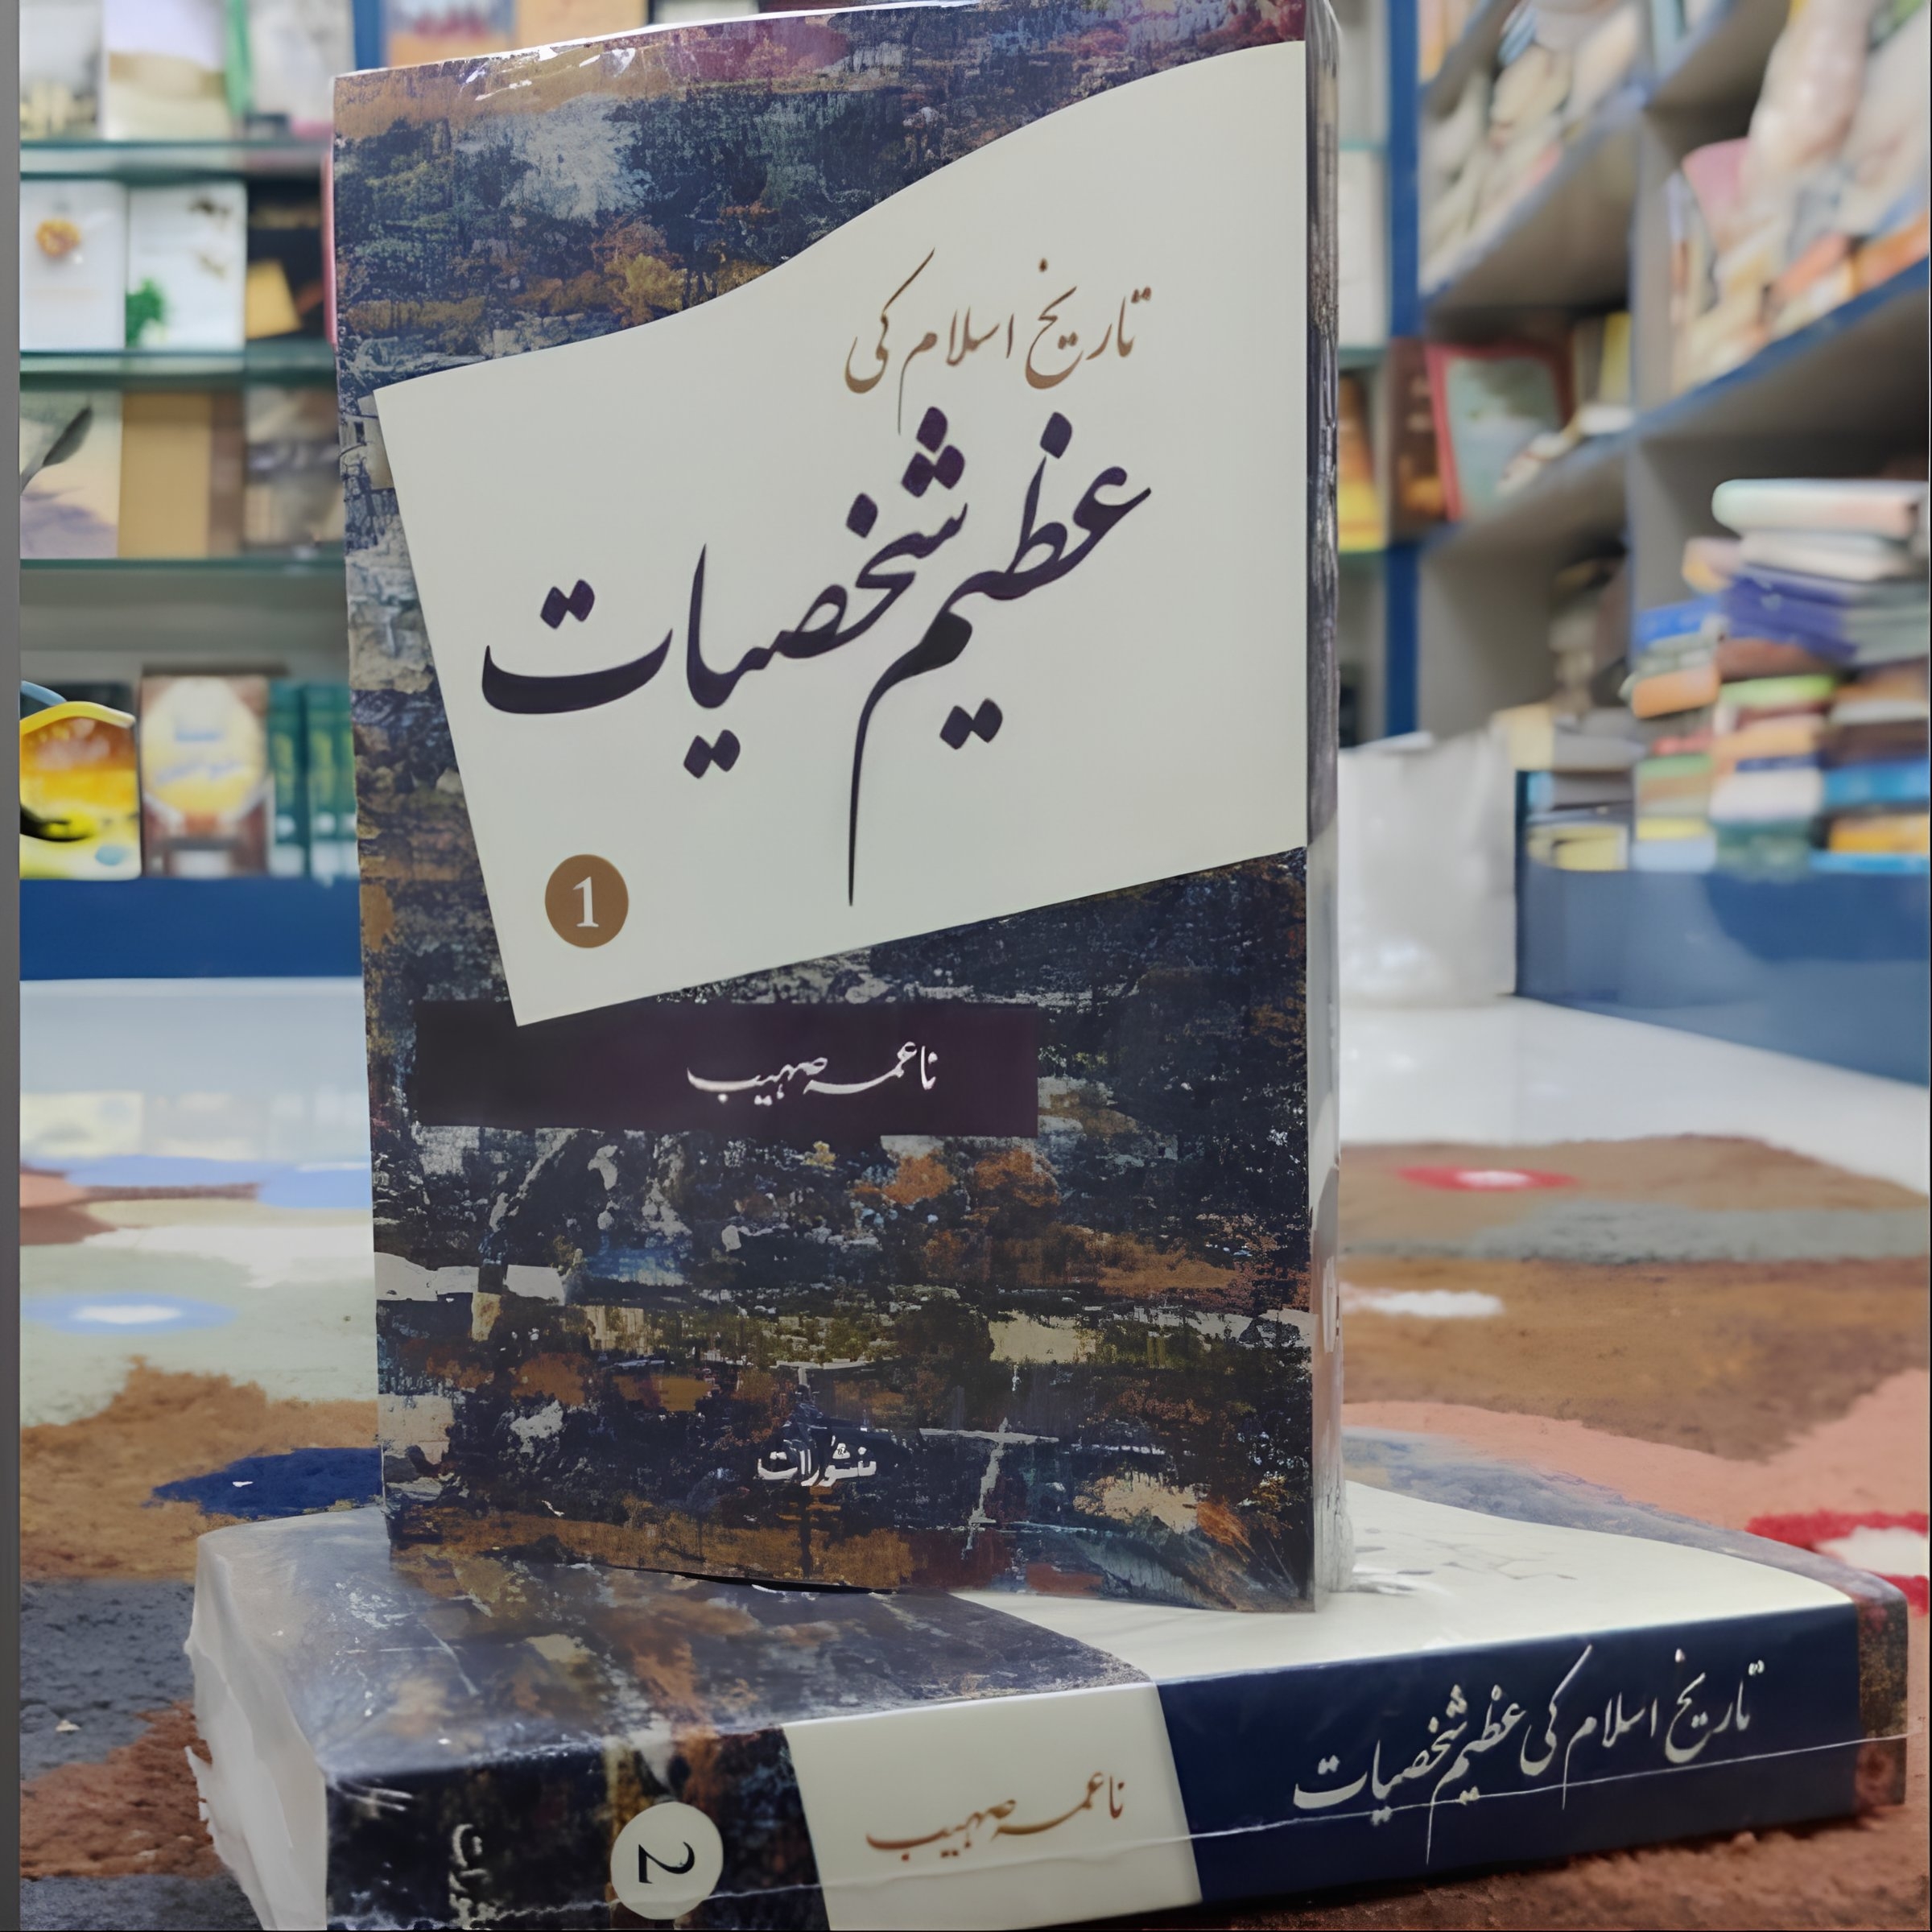 تاریخ اسلام کی
عظیم شخصیات
1
ناعمہ صہیب
منشورات
تاریخ اسلام کی عظیم شخصیات
ناعمہ صہیب
2